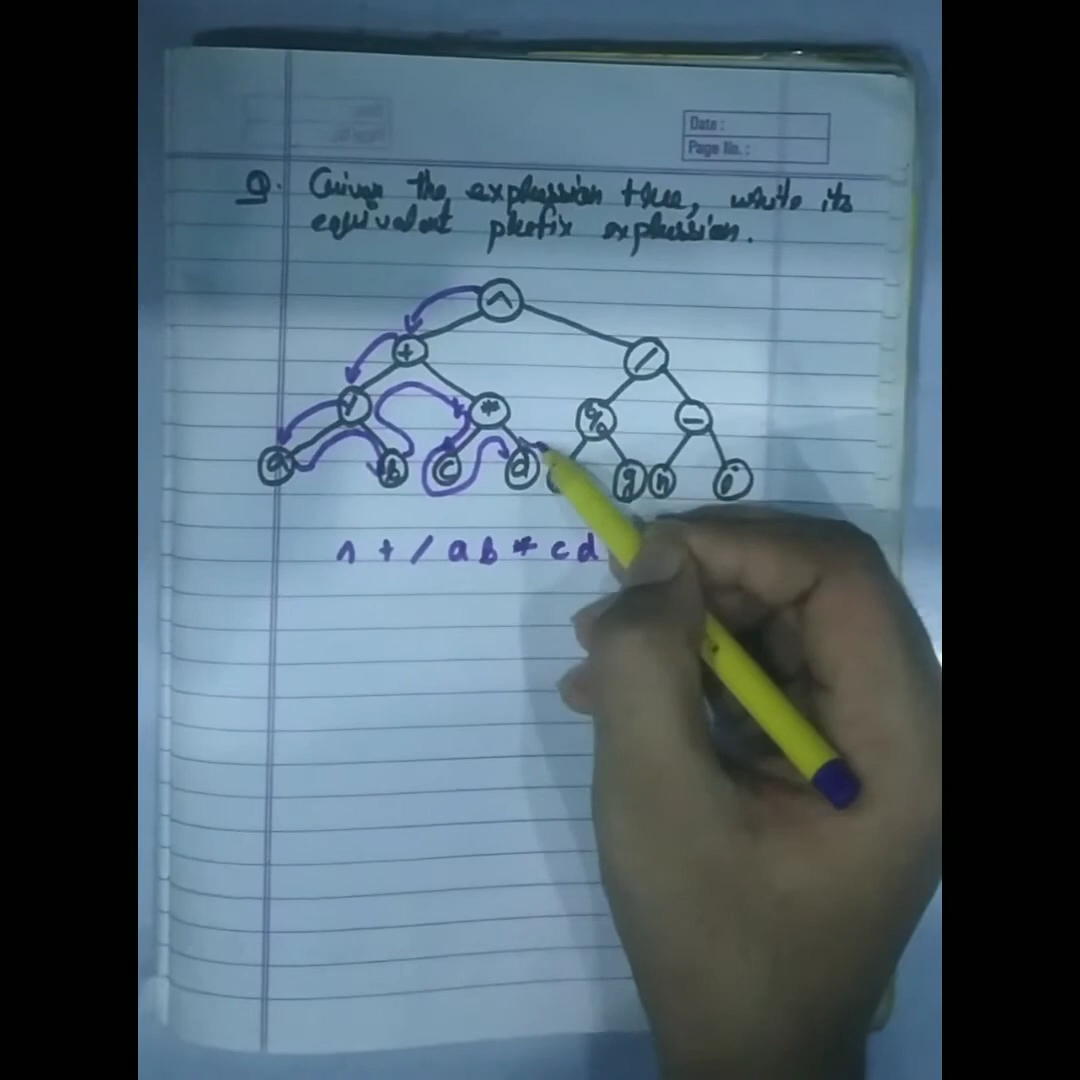 Date :
Page No. :
Q. Given the expression tree, write its
equivalent prefix expression.
^
+ /
/ * % -
a b c d g h i
^ + / a b * c d